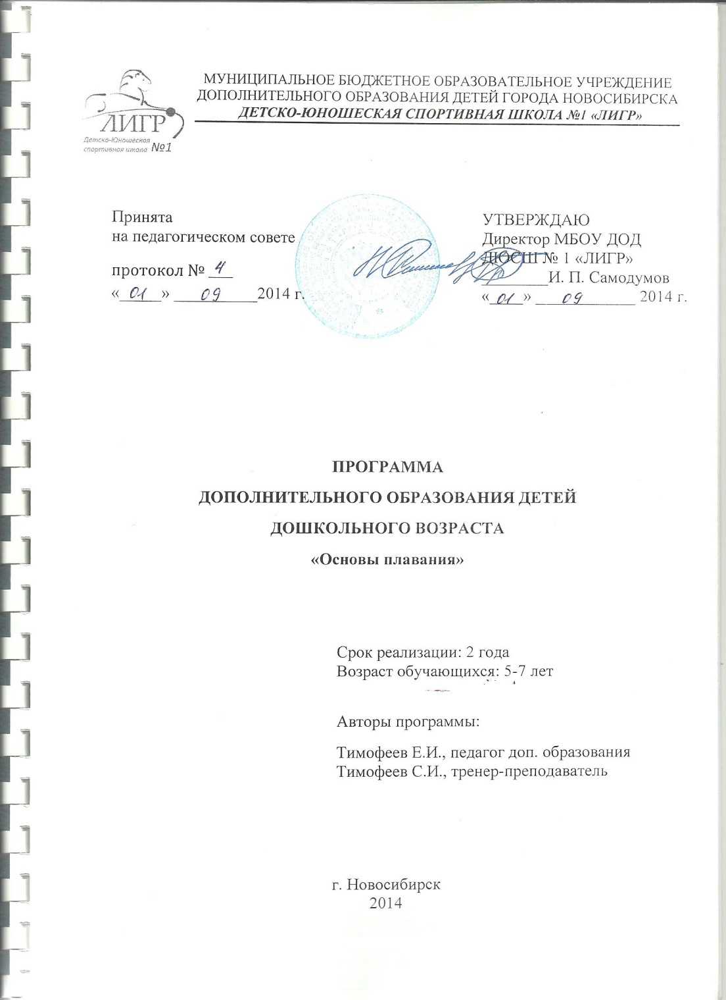 МУНИЦИПАЛЬНОЕ БЮДЖЕТНОЕ ОБРАЗОВАТЕЛЬНОЕ УЧРЕЖДЕНИЕ
ДОПОЛНИТЕЛЬНОГО ОБРАЗОВАНИЯ ДЕТЕЙ ГОРОДА НОВОСИБИРСКА
ДЕТСКО-ЮНОШЕСКАЯ СПОРТИВНАЯ ШКОЛА №1 «ЛИГР»
ЛИГР
Детско-Юношеская
спортивная школа №1
Принята
на педагогическом совете
протокол № 4
« 01 » 09 2014 г.
УТВЕРЖДАЮ
Директор МБОУ ДОД
ДЮСШ № 1 «ЛИГР»
И. П. Самодумов
« 01 » 09 2014 г.
ПРОГРАММА
ДОПОЛНИТЕЛЬНОГО ОБРАЗОВАНИЯ ДЕТЕЙ
ДОШКОЛЬНОГО ВОЗРАСТА
«Основы плавания»
Срок реализации: 2 года
Возраст обучающихся: 5-7 лет
Авторы программы:
Тимофеев Е.И., педагог доп. образования
Тимофеев С.И., тренер-преподаватель
г. Новосибирск
2014